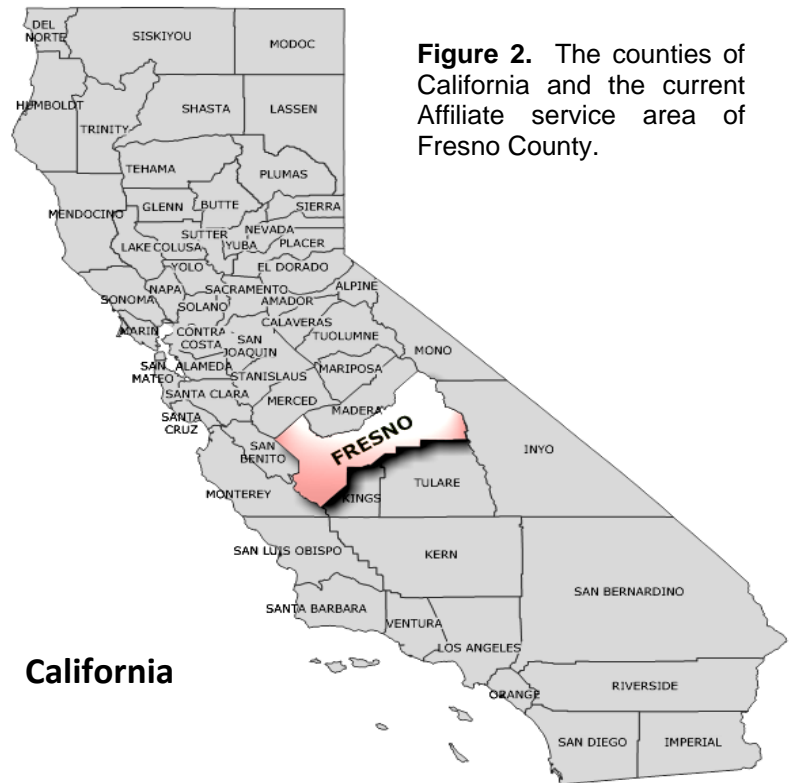 Figure 2. The counties of
California and the current
Affiliate service area of
Fresno County.
DEL
NORTE
SISKIYOU
MODOC
HUMBOLDT
TRINITY
SHASTA
LASSEN
TEHAMA
PLUMAS
MENDOCINO
GLENN
BUTTE
SIERRA
LAKE
COLUSA
SUTTER
YUBA
NEVADA
PLACER
YOLO
EL DORADO
SONOMA
NAPA
SACRAMENTO
ALPINE
SOLANO
AMADOR
MARIN
CONTRA
COSTA
SAN
JOAQUIN
CALAVERAS
TUOLUMNE
MONO
SAN
MATEO
ALAMEDA
STANISLAUS
MARIPOSA
SANTA CLARA
MERCED
MADERA
SANTA
CRUZ
SAN
BENITO
FRESNO
INYO
MONTEREY
KINGS
TULARE
SAN LUIS OBISPO
KERN
SAN BERNARDINO
SANTA BARBARA
VENTURA
LOS ANGELES
California
ORANGE
RIVERSIDE
SAN DIEGO
IMPERIAL